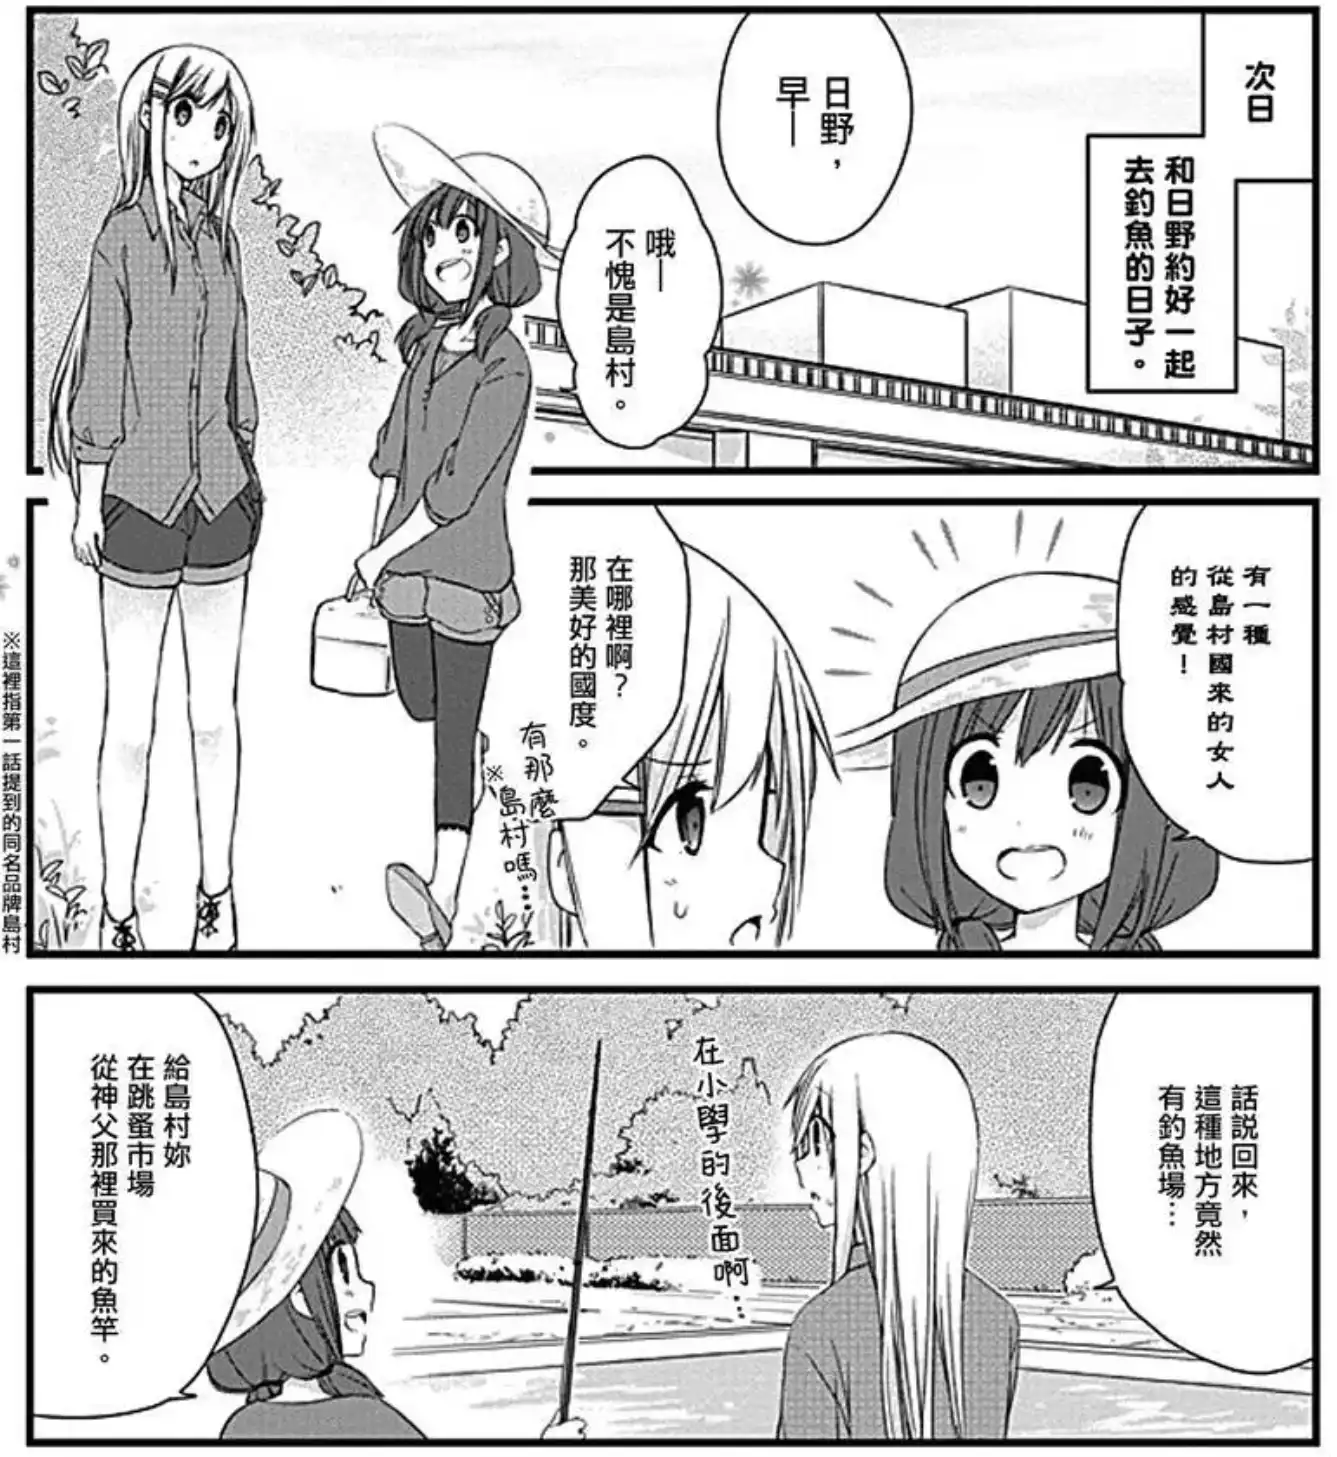 次日
和日野約好一起
去釣魚的日子。
日野，
早—
哦—
不愧是島村。
有一種
從島村國來的女人
的感覺！
在哪裡啊？
那美好的國度。
有那麼
※島村嗎…
※這裡指第一話提到的同名品牌島村
話說回來，
這種地方竟然
有釣魚場…
在小學的後面啊…
給島村妳
在跳蚤市場
從神父那裡買來的魚竿。